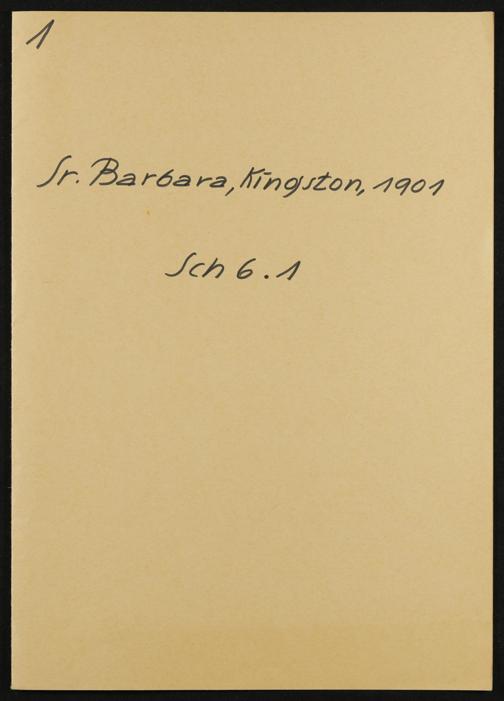 1
Sr. Barbara, Kingston, 1901
Sch 6.1